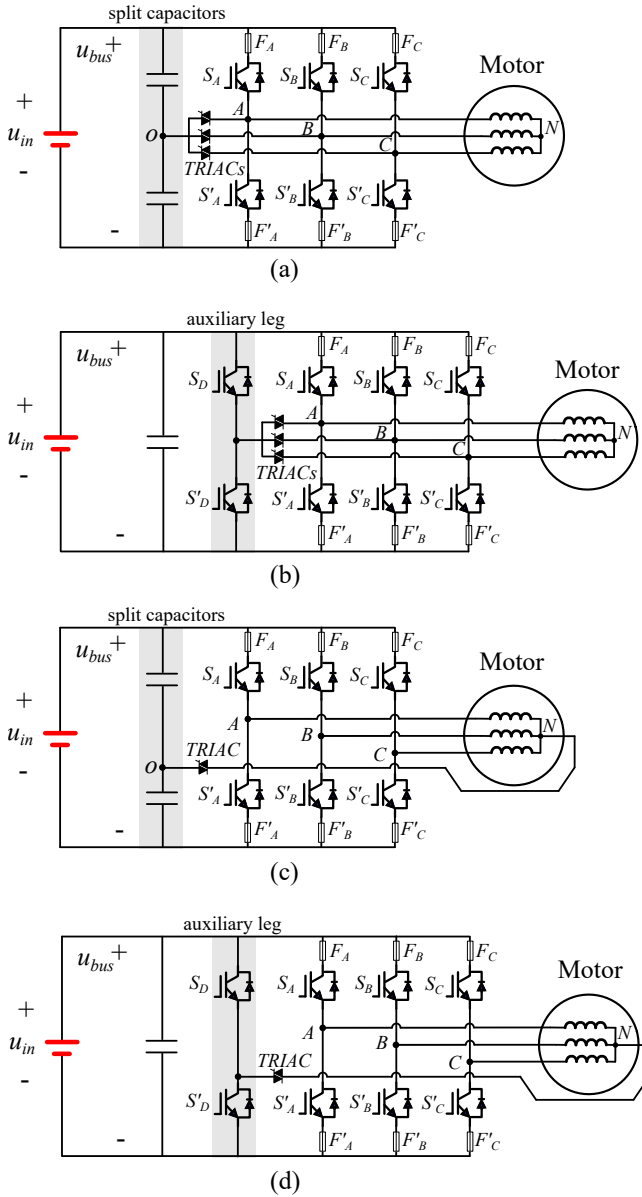 split capacitors
u_bus + F_A F_B F_C
S_A S_B S_C Motor
+ A N
u_in O B
- TRIACs C
S'_A S'_B S'_C
- F'_A F'_B F'_C
(a)
auxiliary leg
u_bus + F_A F_B F_C
S_D S_A S_B S_C Motor
+ A N
u_in B
- TRIACs C
S'_D S'_A S'_B S'_C
- F'_A F'_B F'_C
(b)
split capacitors
u_bus + F_A F_B F_C
S_A S_B S_C Motor
+ A N
u_in TRIAC B
- O C
S'_A S'_B S'_C
- F'_A F'_B F'_C
(c)
auxiliary leg
u_bus + F_A F_B F_C
S_D S_A S_B S_C Motor
+ A N
u_in B
- TRIAC C
S'_D S'_A S'_B S'_C
- F'_A F'_B F'_C
(d)